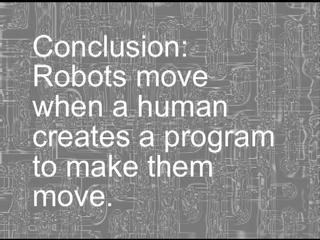 Conclusion:
Robots move
when a human
creates a program
to make them
move.